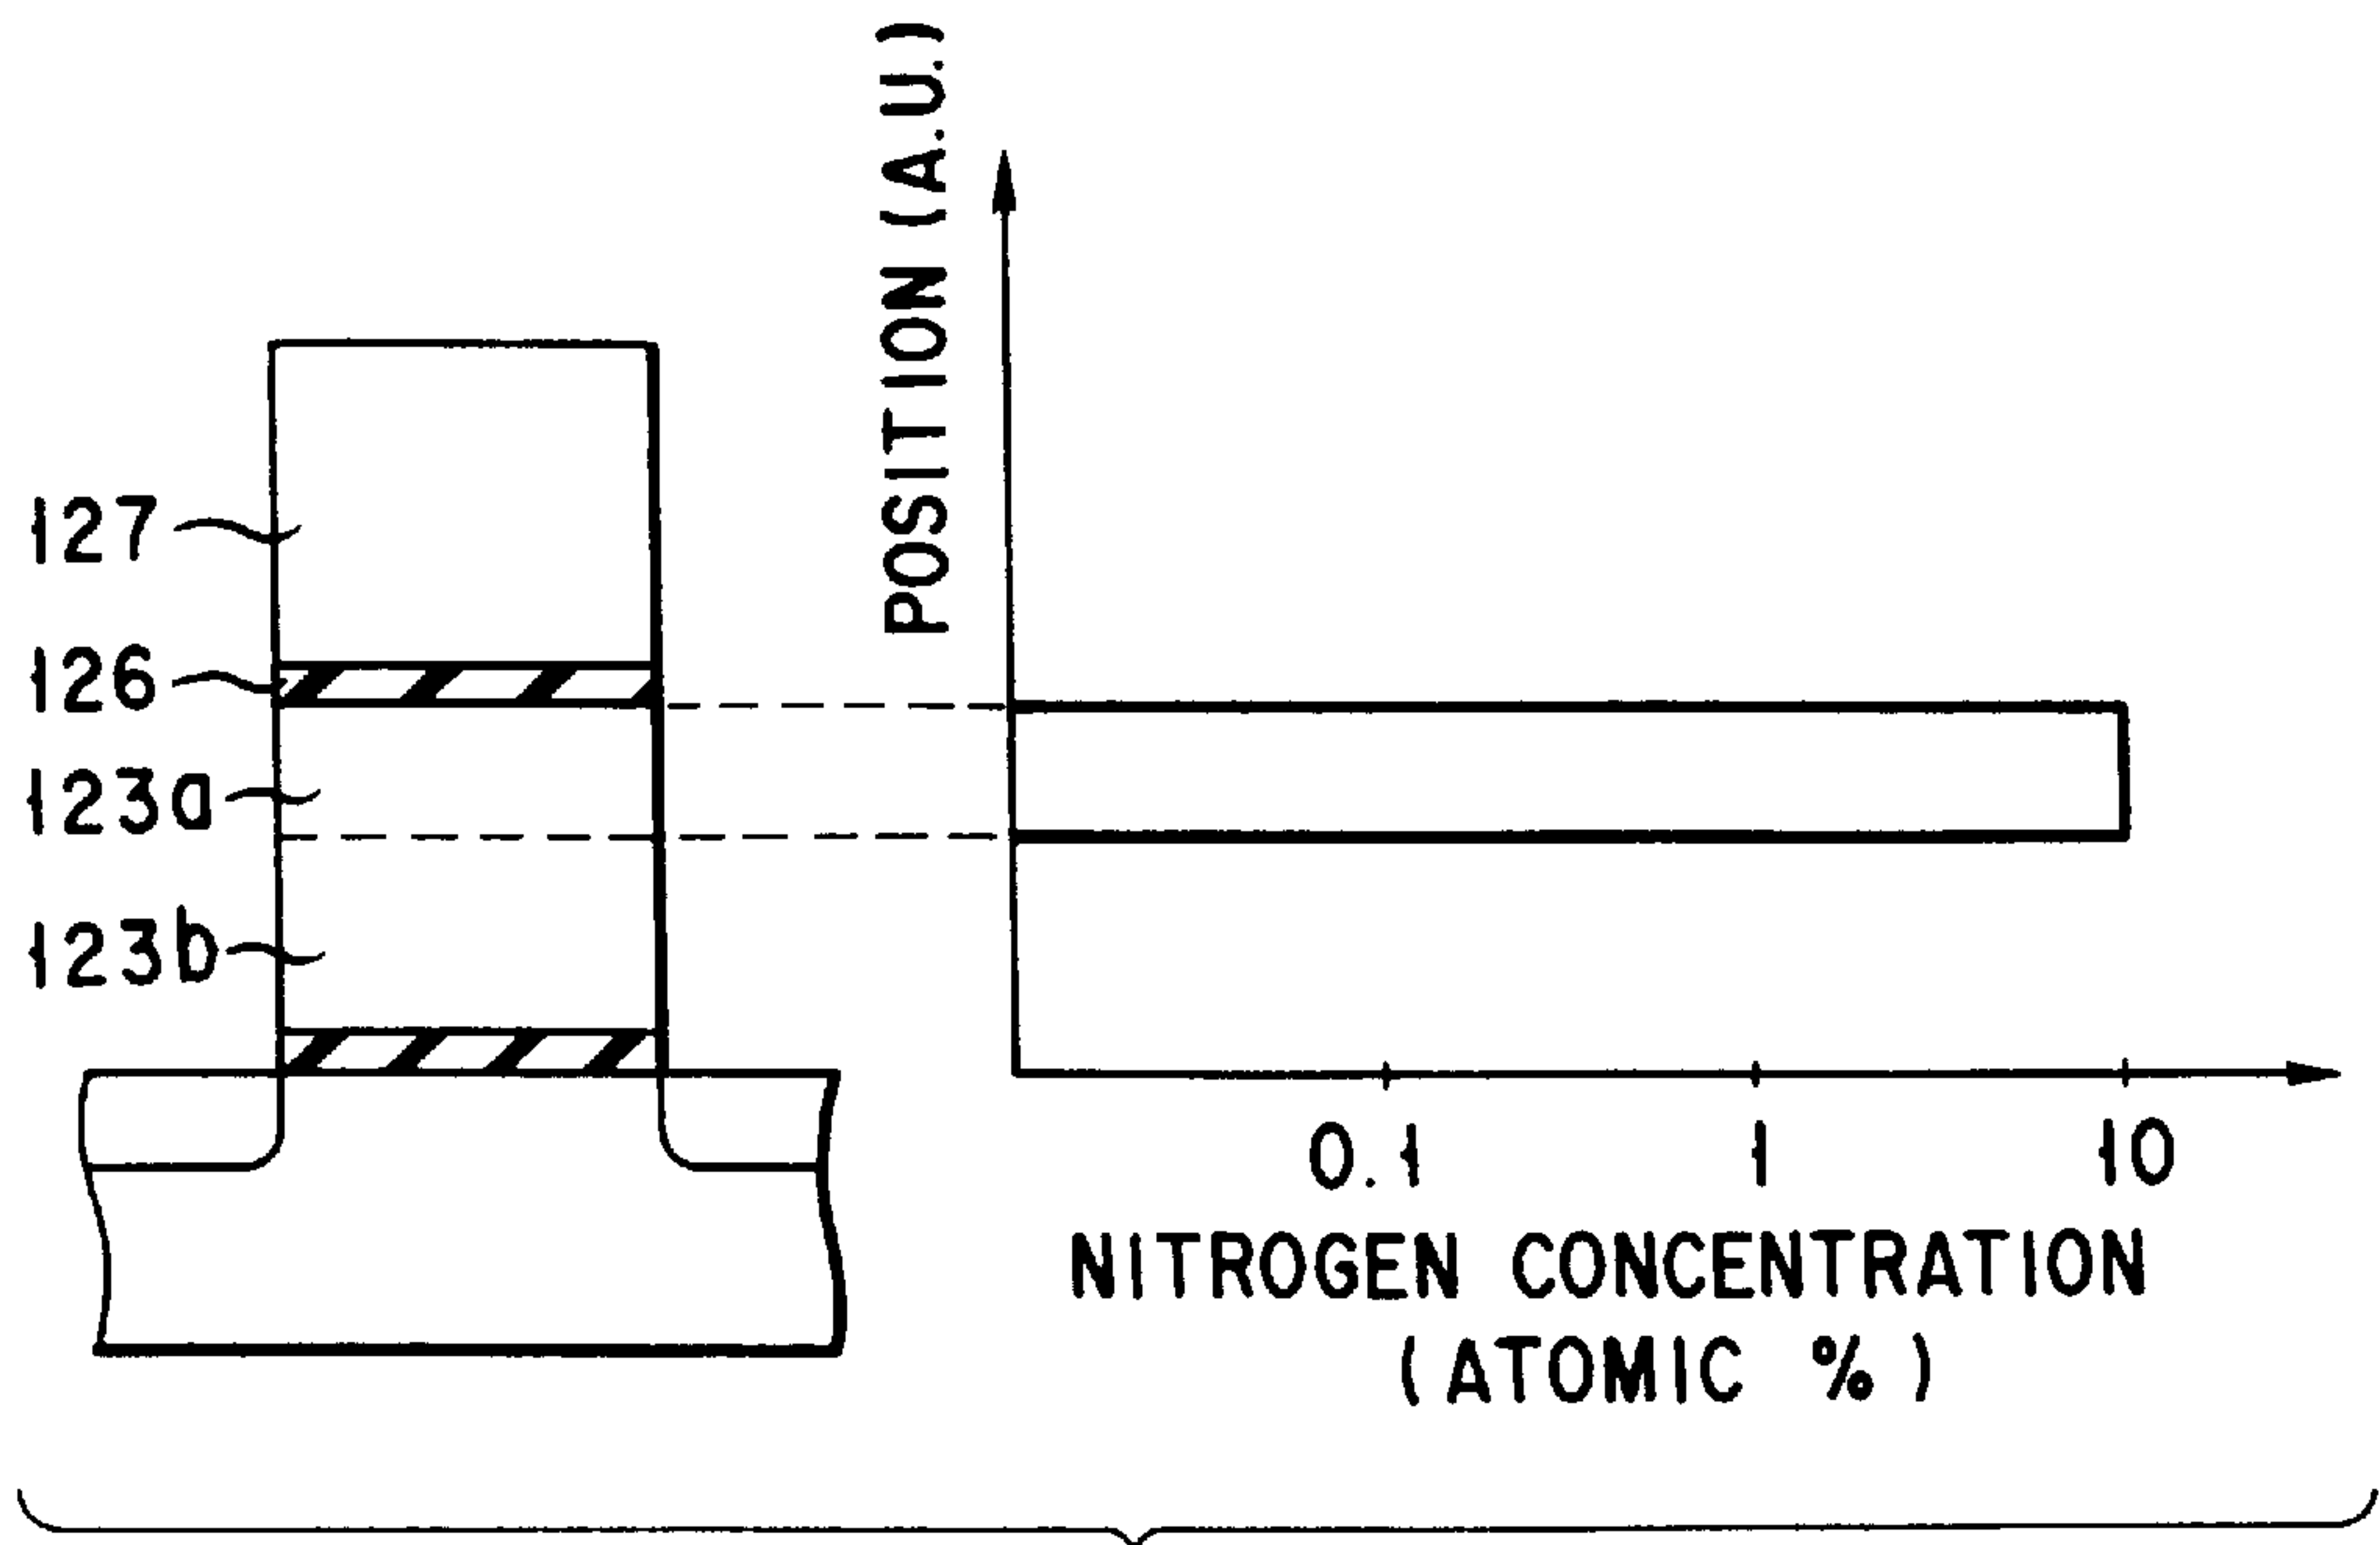 POSITION (A.U.)
127
126
123a
123b
0.1 1 10
NITROGEN CONCENTRATION
(ATOMIC %)